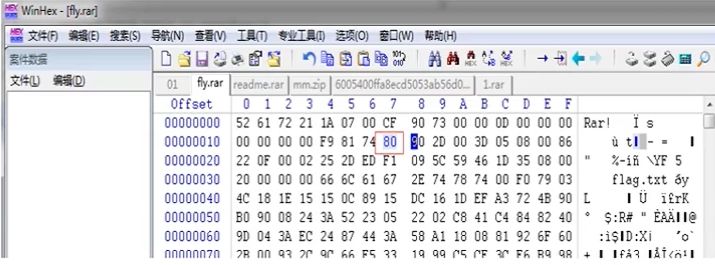 WinHex - [fly.rar]
文件(F) 编辑(E) 搜索(S) 导航(N) 查看(V) 工具(T) 专业工具(I) 选项(O) 窗口(W) 帮助(H)
案件数据
文件(L) 编辑(D)
01 fly.rar readme.rar mm.zip 6005400ffa8ecd5053ab56d0... 1.rar
Offset 0 1 2 3 4 5 6 7 8 9 A B C D E F
00000000 52 61 72 21 1A 07 00 CF 90 73 00 00 0D 00 00 00 Rar! Ï s
00000010 00 00 00 00 F9 81 74 80 90 2D 00 3D 05 08 00 86 ù t - =
00000020 22 0F 00 02 25 2D ED F1 09 5C 59 46 1D 35 08 00 " %-íñ \YF 5
00000030 20 00 00 00 66 6C 61 67 2E 74 78 74 00 F0 79 03 flag.txt ðy
00000040 4C 18 1E 15 15 0C 89 15 DC 16 1D EF A3 72 4B 90 L Ü ï£rK
00000050 B0 90 08 24 3A 52 23 05 22 02 C8 41 C4 84 82 40 ° $:R# " ÈAÄ @
00000060 9D 04 3A EC 24 87 44 3A 58 A1 18 08 81 92 6F 60 :ì$ D:X¡ 'o`
00000070 2B 00 93 2C 9C 66 F5 33 19 99 C5 CF 3C F6 B9 98